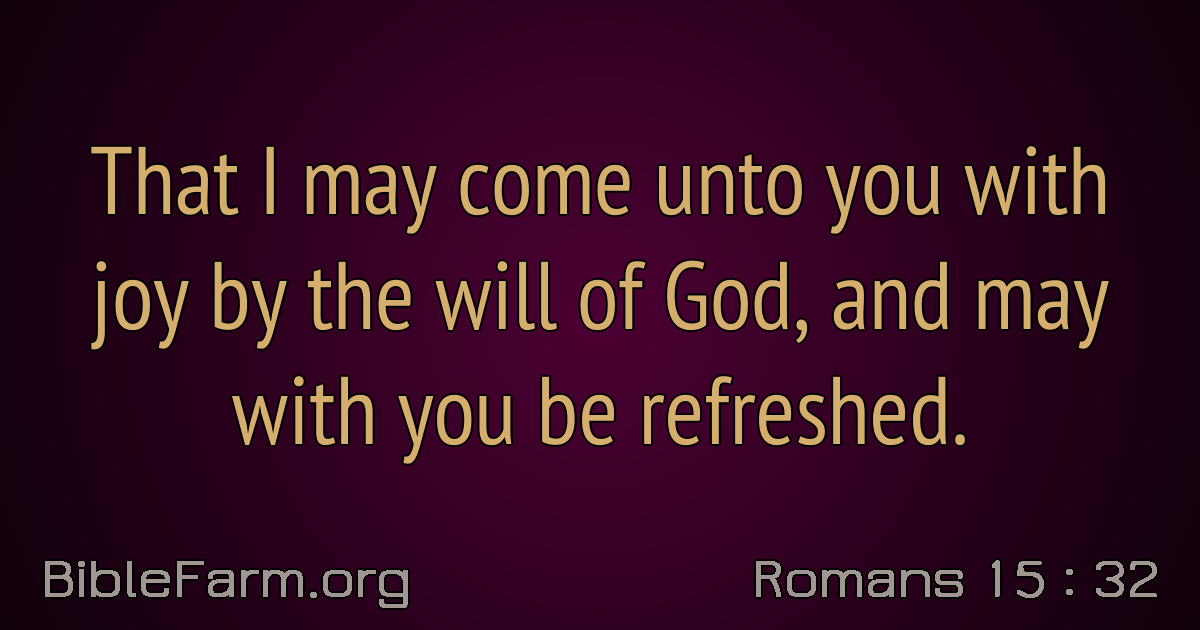 That I may come unto you with
joy by the will of God, and may
with you be refreshed.
BibleFarm.org
Romans 15 : 32